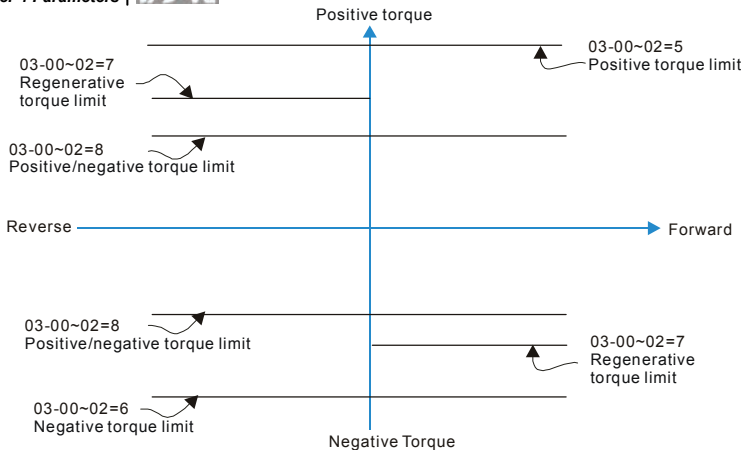 Parameters |
Positive torque
03-00~02=5
Positive torque limit
03-00~02=7
Regenerative
torque limit
03-00~02=8
Positive/negative torque limit
Reverse
Forward
03-00~02=8
Positive/negative torque limit
03-00~02=7
Regenerative
torque limit
03-00~02=6
Negative torque limit
Negative Torque